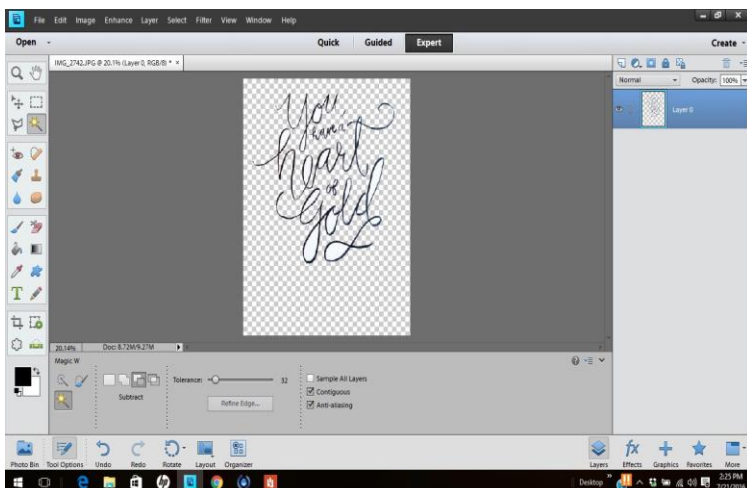 File Edit Image Enhance Layer Select Filter View Window Help
Open Quick Guided Expert Create
IMG_2742.JPG @ 20.1% (Layer 0, RGB/8) * ×
Normal Opacity: 100%
Layer 0
You
have a
heart
of
Gold
20.14% Doc: 8.72M/9.27M
Magic W
Tolerance: 32
Subtract
Refine Edge...
Sample All Layers
Contiguous
Anti-aliasing
Photo Bin Tool Options Undo Redo Rotate Layout Organizer Layers Effects Graphics Favorites More
Desktop 2:25 PM
7/21/2016